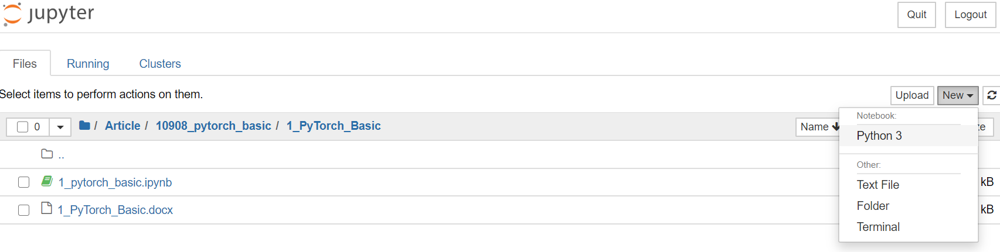 jupyter
Quit
Logout
Files
Running
Clusters
Select items to perform actions on them.
Upload
New
0
/ Article / 10908_pytorch_basic / 1_PyTorch_Basic
Name
Notebook:
Python 3
Other:
Text File
Folder
Terminal
..
1_pytorch_basic.ipynb
kB
1_PyTorch_Basic.docx
kB